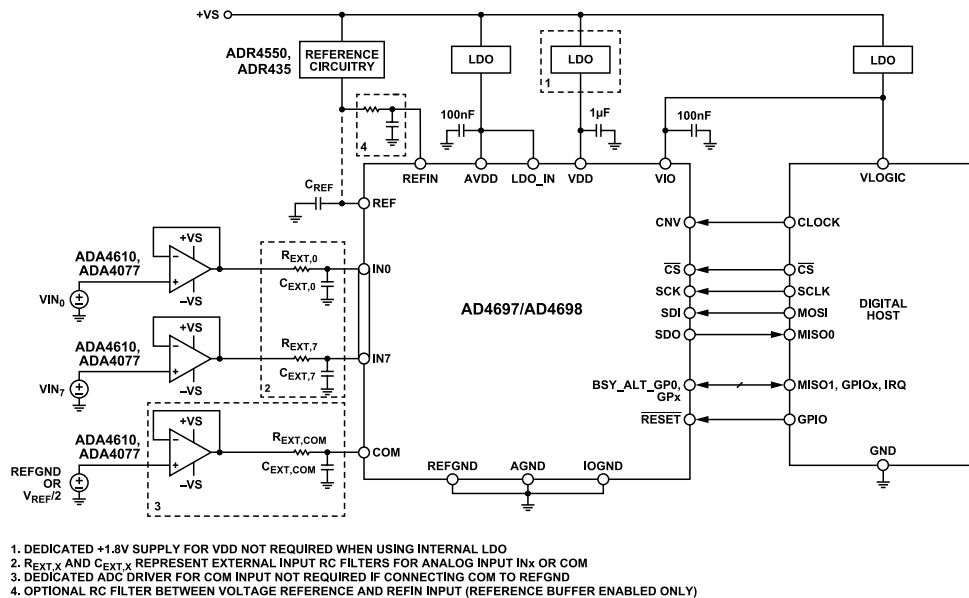 +VS
ADR4550,
ADR435
REFERENCE
CIRCUITRY
LDO
LDO
LDO
1
100nF
1µF
100nF
4
REFIN
AVDD
LDO_IN
VDD
VIO
VLOGIC
CREF
REF
CNV
CLOCK
ADA4610,
ADA4077
+VS
−
+
−VS
VIN0
REXT,0
CEXT,0
IN0
CS
CS
SCK
SCLK
AD4697/AD4698
DIGITAL
HOST
SDI
MOSI
SDO
MISO0
ADA4610,
ADA4077
+VS
−
+
−VS
VIN7
REXT,7
CEXT,7
2
IN7
BSY_ALT_GP0,
GPx
MISO1, GPIOx, IRQ
RESET
GPIO
ADA4610,
ADA4077
+VS
−
+
−VS
REFGND
OR
VREF/2
REXT,COM
CEXT,COM
3
COM
REFGND
AGND
IOGND
GND
1. DEDICATED +1.8V SUPPLY FOR VDD NOT REQUIRED WHEN USING INTERNAL LDO
2. REXT,X AND CEXT,X REPRESENT EXTERNAL INPUT RC FILTERS FOR ANALOG INPUT INx OR COM
3. DEDICATED ADC DRIVER FOR COM INPUT NOT REQUIRED IF CONNECTING COM TO REFGND
4. OPTIONAL RC FILTER BETWEEN VOLTAGE REFERENCE AND REFIN INPUT (REFERENCE BUFFER ENABLED ONLY)